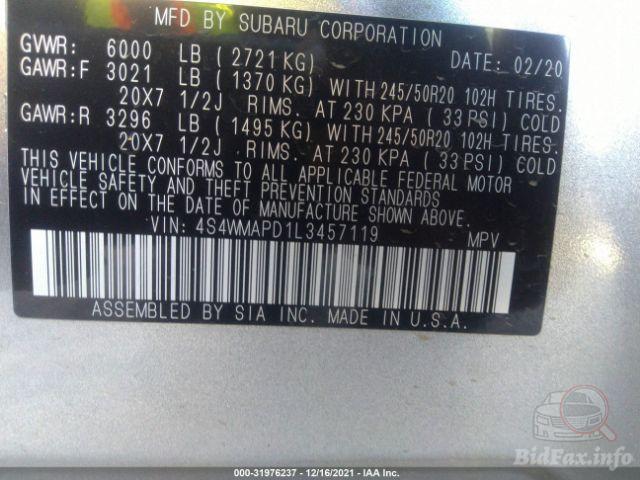 MFD BY SUBARU CORPORATION
GVWR: 6000 LB ( 2721 KG) DATE: 02/20
GAWR:F 3021 LB ( 1370 KG) WITH 245/50R20 102H TIRES.
20X7 1/2J RIMS. AT 230 KPA ( 33 PSI) COLD
GAWR:R 3296 LB ( 1495 KG) WITH 245/50R20 102H TIRES.
20X7 1/2J RIMS. AT 230 KPA ( 33 PSI) COLD
THIS VEHICLE CONFORMS TO ALL APPLICABLE FEDERAL MOTOR
VEHICLE SAFETY AND THEFT PREVENTION STANDARDS
IN EFFECT ON THE DATE OF MANUFACTURE SHOWN ABOVE.
VIN: 4S4WMAPD1L3457119 MPV
ASSEMBLED BY SIA INC. MADE IN U.S.A.
BidFax.info
000-31976237 - 12/16/2021 - IAA Inc.